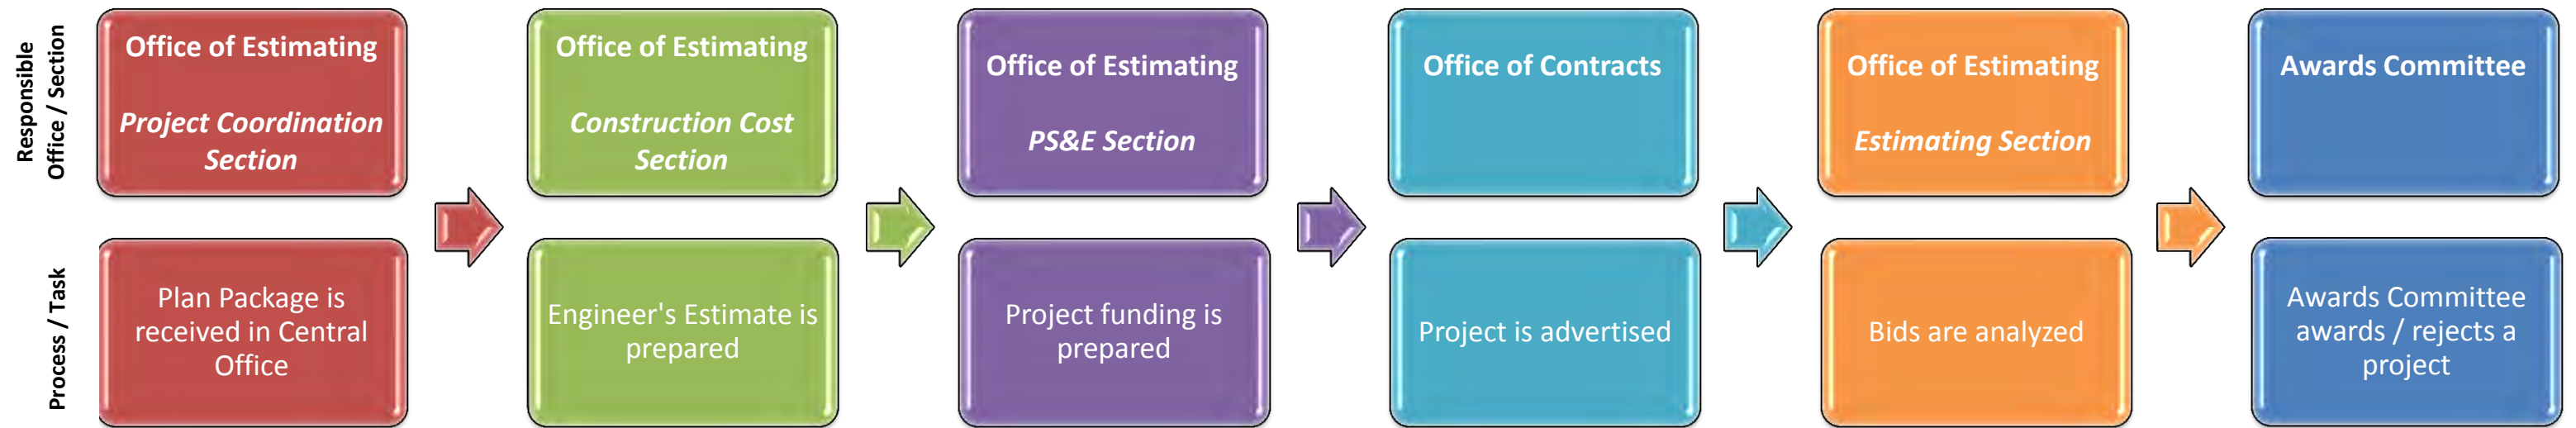 Responsible
Office / Section
Office of Estimating
Project Coordination
Section
Office of Estimating
Construction Cost
Section
Office of Estimating
PS&E Section
Office of Contracts
Office of Estimating
Estimating Section
Awards Committee
Process / Task
Plan Package is
received in Central
Office
Engineer's Estimate is
prepared
Project funding is
prepared
Project is advertised
Bids are analyzed
Awards Committee
awards / rejects a
project